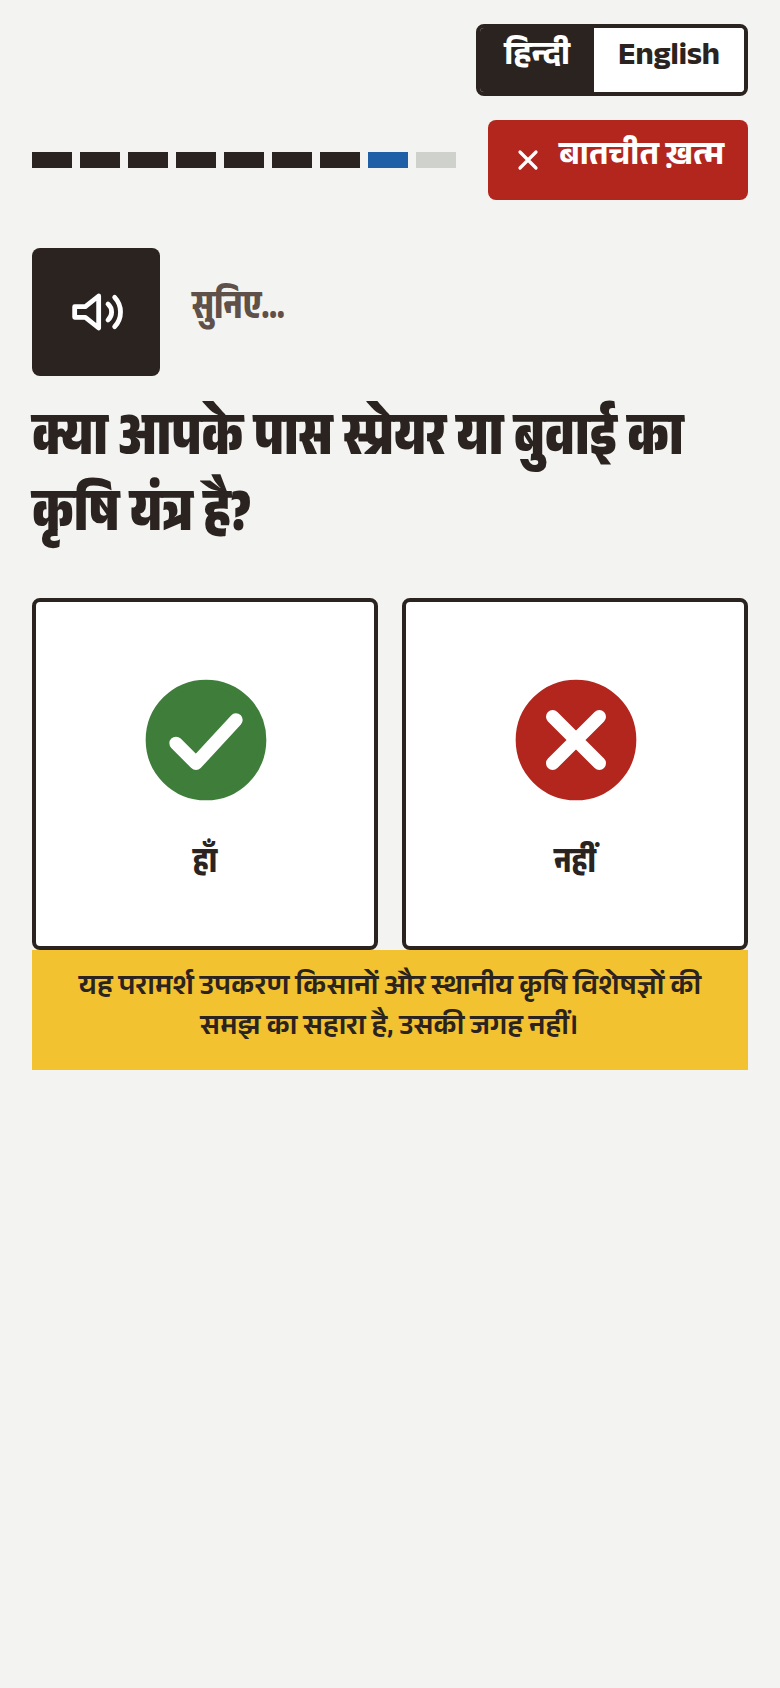 हिन्दी English
बातचीत ख़त्म
सुनिए...
क्या आपके पास स्प्रेयर या बुवाई का
कृषि यंत्र है?
हाँ नहीं
यह परामर्श उपकरण किसानों और स्थानीय कृषि विशेषज्ञों की
समझ का सहारा है, उसकी जगह नहीं।